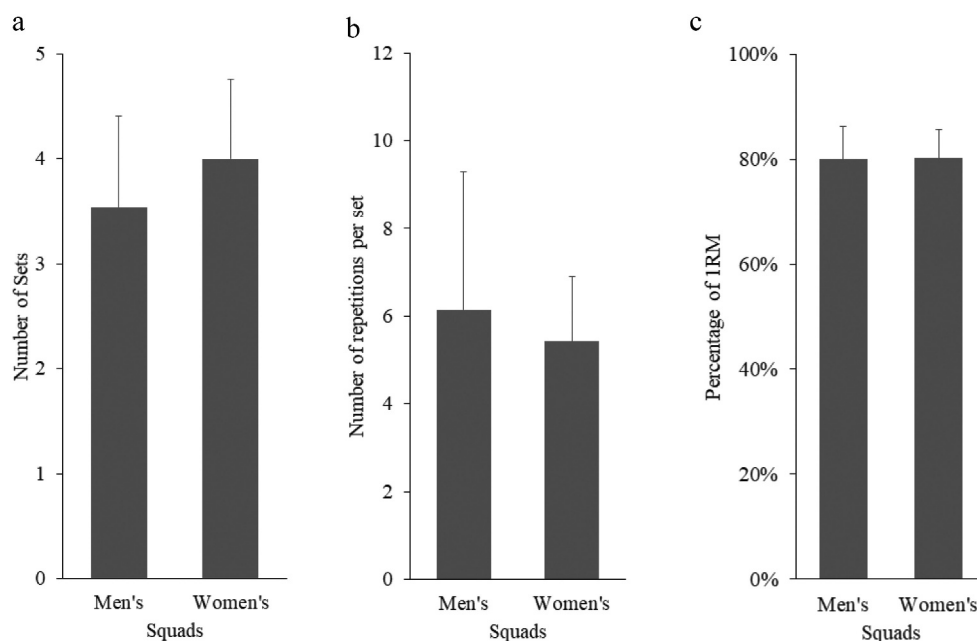 a
5
4
3
2
1
0
Number of Sets
Men's
Women's
Squads
b
12
10
8
6
4
2
0
Number of repetitions per set
Men's
Women's
Squads
c
100%
80%
60%
40%
20%
0%
Percentage of 1RM
Men's
Women's
Squads